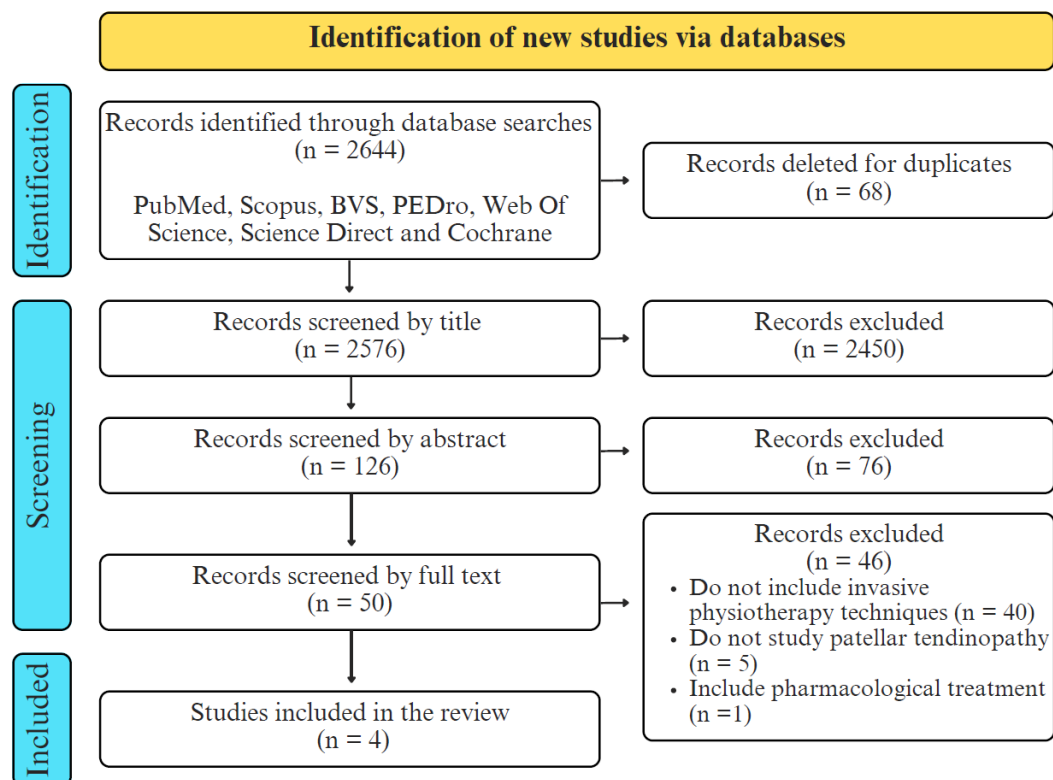 Identification of new studies via databases
Identification
Records identified through database searches
(n = 2644)
PubMed, Scopus, BVS, PEDro, Web Of
Science, Science Direct and Cochrane
Records deleted for duplicates
(n = 68)
Screening
Records screened by title
(n = 2576)
Records excluded
(n = 2450)
Records screened by abstract
(n = 126)
Records excluded
(n = 76)
Records screened by full text
(n = 50)
Records excluded
(n = 46)
• Do not include invasive
physiotherapy techniques (n = 40)
• Do not study patellar tendinopathy
(n = 5)
• Include pharmacological treatment
(n =1)
Included
Studies included in the review
(n = 4)